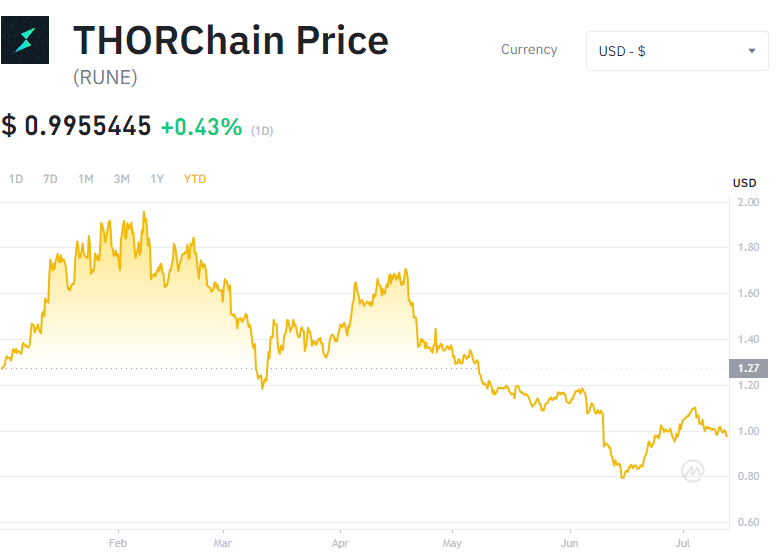 THORChain Price
(RUNE)
Currency
USD - $
$ 0.9955445 +0.43% (1D)
1D 7D 1M 3M 1Y YTD
USD
2.00
1.80
1.60
1.40
1.27
1.20
1.00
0.80
0.60
Feb Mar Apr May Jun Jul